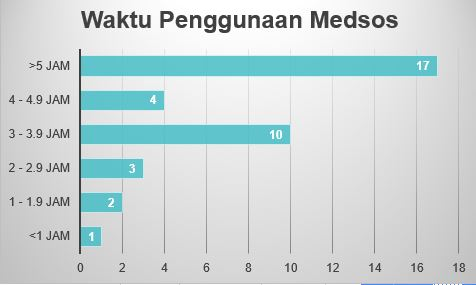 Waktu Penggunaan Medsos
>5 JAM 17
4 - 4.9 JAM 4
3 - 3.9 JAM 10
2 - 2.9 JAM 3
1 - 1.9 JAM 2
<1 JAM 1
0 2 4 6 8 10 12 14 16 18